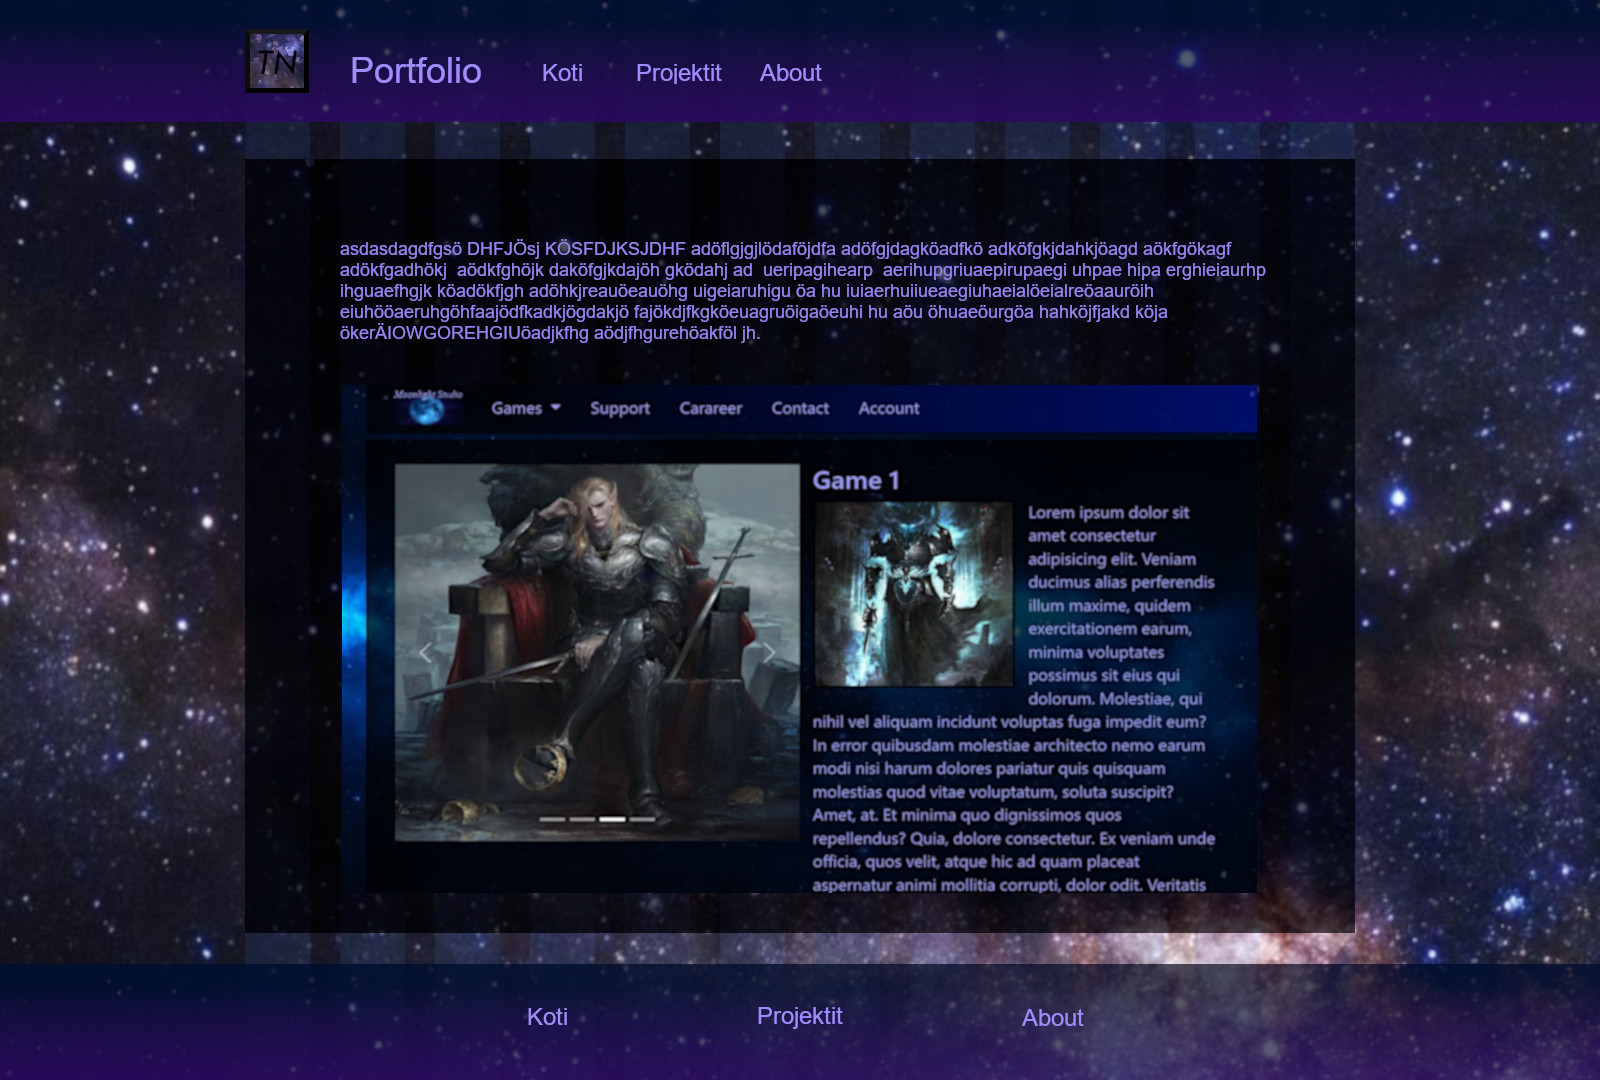 TN
Portfolio
Koti
Projektit
About
asdasdagdfgsö DHFJÖsj KÖSFDJKSJDHF adöflgjgjlödaföjdfa adöfgjdagköadfkö adköfgkjdahkjöagd aökfgökagf
adökfgadhökj  aödkfghöjk daköfgjkdajöh gködahj ad  ueripagihearp  aerihupgriuaepirupaegi uhpae hipa erghieiaurhp
ihguaefhgjk köadökfjgh adöhkjreauöeauöhg uigeiaruhigu öa hu iuiaerhuiiueaegiuhaeialöeialreöaauröih
eiuhööaeruhgöhfaajödfkadkjögdakjö fajökdjfkgköeuagruöigaöeuhi hu aöu öhuaeöurgöa hahköjfjakd köja
ökerÄIOWGOREHGIUöadjkfhg aödjfhgurehöakföl jh.
Moonlight Studio
Games
Support
Carareer
Contact
Account
Game 1
Lorem ipsum dolor sit
amet consectetur
adipisicing elit. Veniam
ducimus alias perferendis
illum maxime, quidem
exercitationem earum,
minima voluptates
possimus sit eius qui
dolorum. Molestiae, qui
nihil vel aliquam incidunt voluptas fuga impedit eum?
In error quibusdam molestiae architecto nemo earum
modi nisi harum dolores pariatur quis quisquam
molestias quod vitae voluptatum, soluta suscipit?
Amet, at. Et minima quo dignissimos quos
repellendus? Quia, dolore consectetur. Ex veniam unde
officia, quos velit, atque hic ad quam placeat
aspernatur animi mollitia corrupti, dolor odit. Veritatis
Koti
Projektit
About